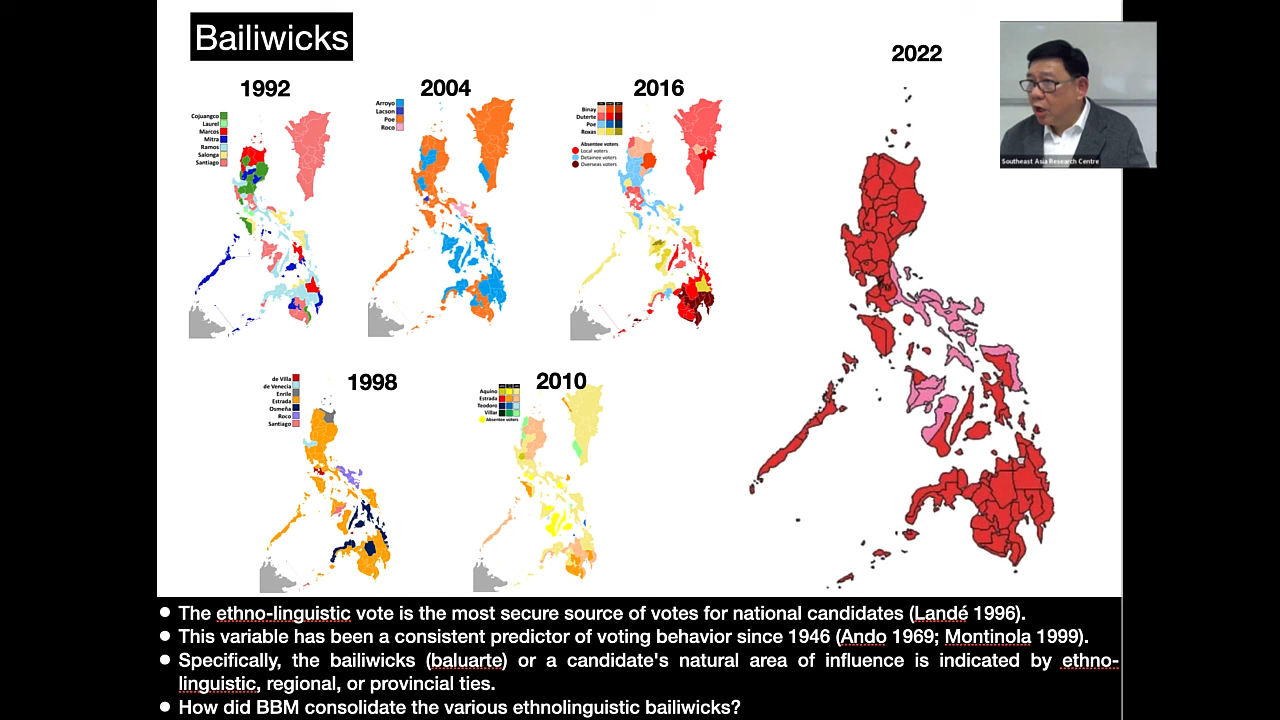 Bailiwicks
1992
2004
2016
2022
Cojuangco
Laurel
Marcos
Mitra
Ramos
Salonga
Santiago
Arroyo
Lacson
Poe
Roco
Binay
Duterte
Poe
Roxas
Absentee voters
Local voters
Detainee voters
Overseas voters
Southeast Asia Research Centre
1998
2010
de Villa
de Venecia
Enrile
Estrada
Osmeña
Roco
Santiago
Aquino
Estrada
Teodoro
Villar
Absentee voters
• The ethno-linguistic vote is the most secure source of votes for national candidates (Landé 1996).
• This variable has been a consistent predictor of voting behavior since 1946 (Ando 1969; Montinola 1999).
• Specifically, the bailiwicks (baluarte) or a candidate's natural area of influence is indicated by ethno-
linguistic, regional, or provincial ties.
• How did BBM consolidate the various ethnolinguistic bailiwicks?